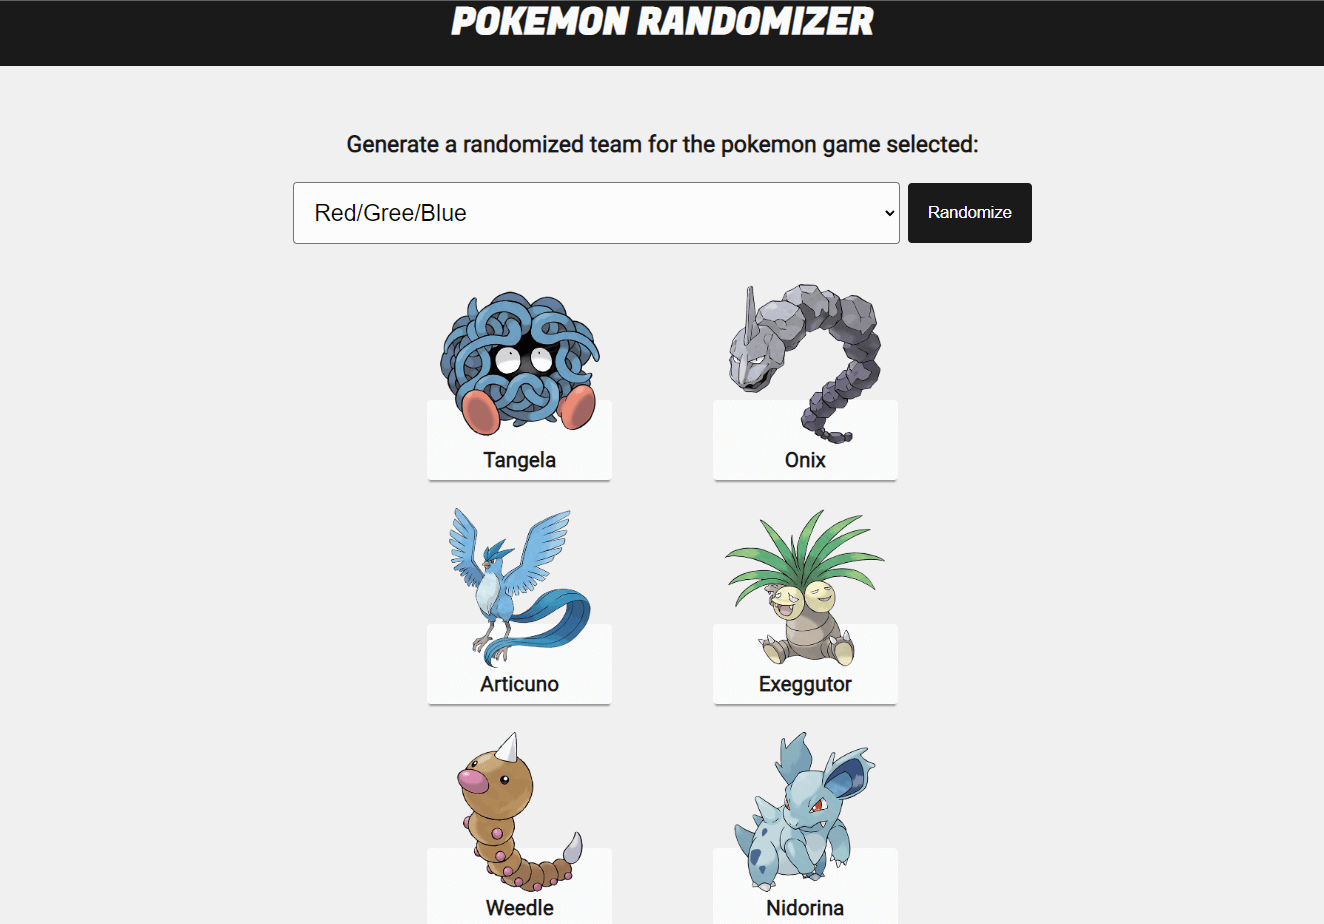 POKEMON RANDOMIZER
Generate a randomized team for the pokemon game selected:
Red/Gree/Blue
Randomize
Tangela
Onix
Articuno
Exeggutor
Weedle
Nidorina